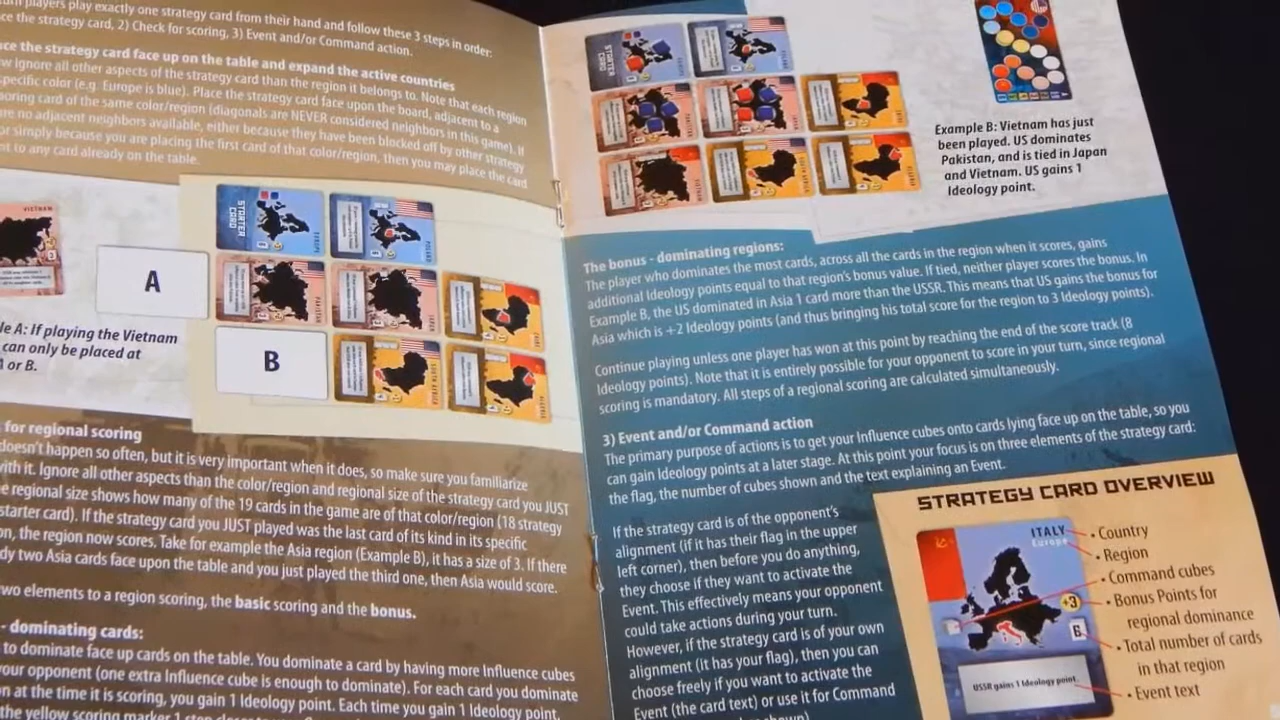 players play exactly one strategy card from their hand and follow these 3 steps in order:
the strategy card, 2) Check for scoring, 3) Event and/or Command action.
the strategy card face up on the table and expand the active countries
ignore all other aspects of the strategy card than the region it belongs to. Note that each region
specific color (e.g. Europe is blue). Place the strategy card face upon the board, adjacent to a
card of the same color/region (diagonals are NEVER considered neighbors in this game). If
no adjacent neighbors available, either because they have been blocked off by other strategy
or simply because you are placing the first card of that color/region, then you may place the card
to any card already on the table.
VIETNAM
A
STARTER CARD
EUROPE
POLAND
PAKISTAN
JAPAN
B
SOUTH AFRICA
ALGERIA
A: If playing the Vietnam
can only be placed at
or B.
for regional scoring
doesn't happen so often, but it is very important when it does, so make sure you familiarize
with it. Ignore all other aspects than the color/region and regional size of the strategy card you JUST
regional size shows how many of the 19 cards in the game are of that color/region (18 strategy
starter card). If the strategy card you JUST played was the last card of its kind in its specific
the region now scores. Take for example the Asia region (Example B), it has a size of 3. If there
two Asia cards face upon the table and you just played the third one, then Asia would score.
two elements to a region scoring, the basic scoring and the bonus.
- dominating cards:
to dominate face up cards on the table. You dominate a card by having more Influence cubes
your opponent (one extra Influence cube is enough to dominate). For each card you dominate
at the time it is scoring, you gain 1 Ideology point. Each time you gain 1 Ideology point,
the yellow scoring marker 1 step
STARTER CARD
PAKISTAN
JAPAN
VIETNAM
SOUTH AFRICA
ALGERIA
Example B: Vietnam has just
been played. US dominates
Pakistan, and is tied in Japan
and Vietnam. US gains 1
Ideology point.
The bonus - dominating regions:
The player who dominates the most cards, across all the cards in the region when it scores, gains
additional Ideology points equal to that region's bonus value. If tied, neither player scores the bonus. In
Example B, the US dominated in Asia 1 card more than the USSR. This means that US gains the bonus for
Asia which is +2 Ideology points (and thus bringing his total score for the region to 3 Ideology points).
Continue playing unless one player has won at this point by reaching the end of the score track (8
Ideology points). Note that it is entirely possible for your opponent to score in your turn, since regional
scoring is mandatory. All steps of a regional scoring are calculated simultaneously.
3) Event and/or Command action
The primary purpose of actions is to get your Influence cubes onto cards lying face up on the table, so you
can gain Ideology points at a later stage. At this point your focus is on three elements of the strategy card:
the flag, the number of cubes shown and the text explaining an Event.
If the strategy card is of the opponent's
alignment (if it has their flag in the upper
left corner), then before you do anything,
they choose if they want to activate the
Event. This effectively means your opponent
could take actions during your turn.
However, if the strategy card is of your own
alignment (it has your flag), then you can
choose freely if you want to activate the
Event (the card text) or use it for Command
STRATEGY CARD OVERVIEW
ITALY
Europe
+3
6
USSR gains 1 Ideology point.
• Country
• Region
• Command cubes
• Bonus Points for
regional dominance
• Total number of cards
in that region
• Event text